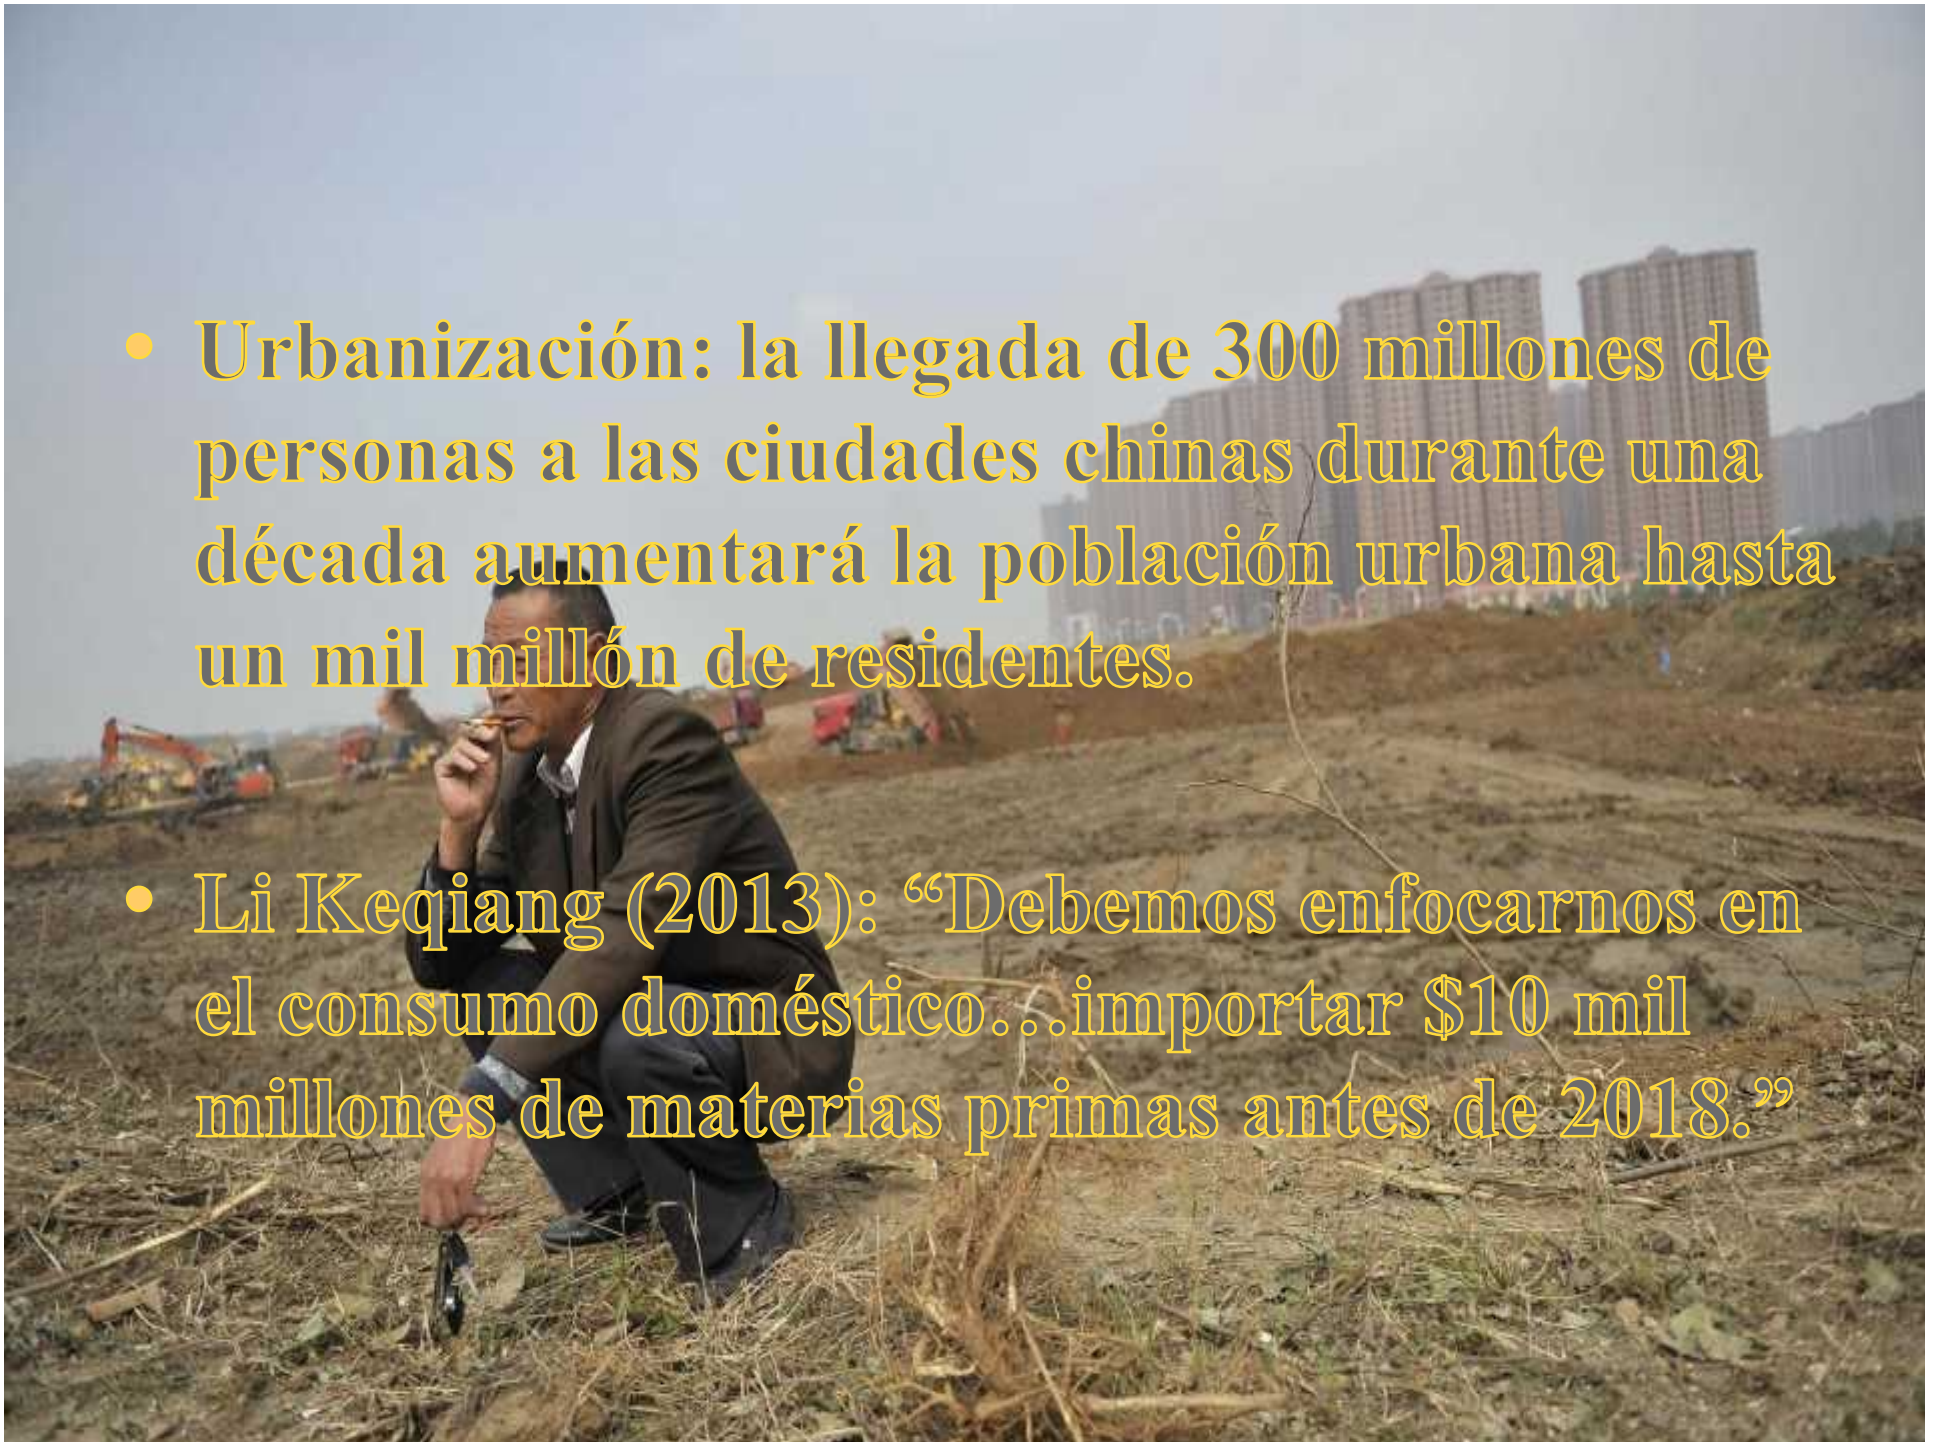 • Urbanización: la llegada de 300 millones de
personas a las ciudades chinas durante una
década aumentará la población urbana hasta
un mil millón de residentes.
• Li Keqiang (2013): “Debemos enfocarnos en
el consumo doméstico…importar $10 mil
millones de materias primas antes de 2018.”